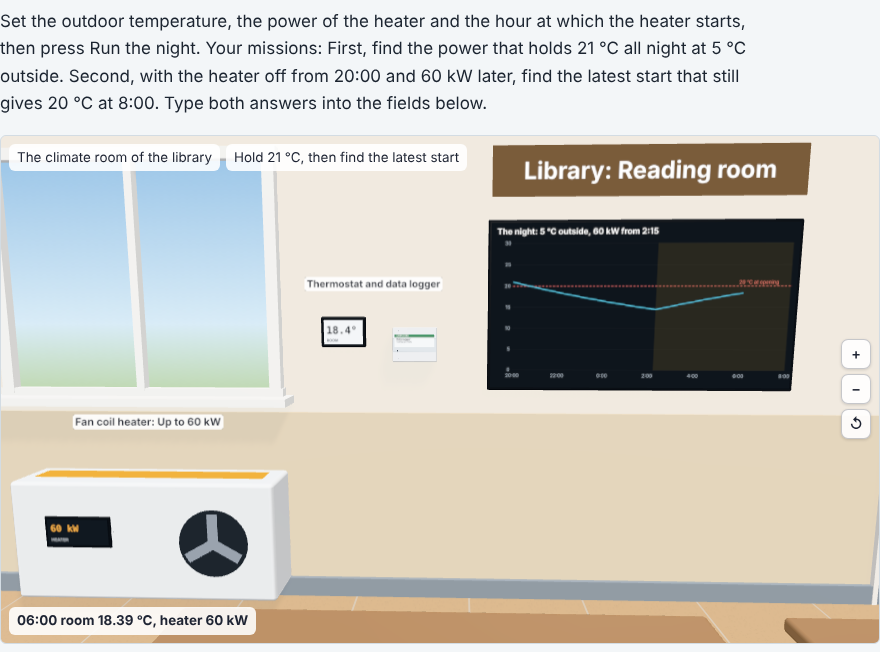 Set the outdoor temperature, the power of the heater and the hour at which the heater starts,
then press Run the night. Your missions: First, find the power that holds 21 °C all night at 5 °C
outside. Second, with the heater off from 20:00 and 60 kW later, find the latest start that still
gives 20 °C at 8:00. Type both answers into the fields below.
The climate room of the library
Hold 21 °C, then find the latest start
Library: Reading room
The night: 5 °C outside, 60 kW from 2:15
30
25
20
15
10
5
0
20 °C at opening
20:00 22:00 0:00 2:00 4:00 6:00 8:00
Thermostat and data logger
18.4°
Fan coil heater: Up to 60 kW
60 kW
HEATER
+
−
06:00 room 18.39 °C, heater 60 kW